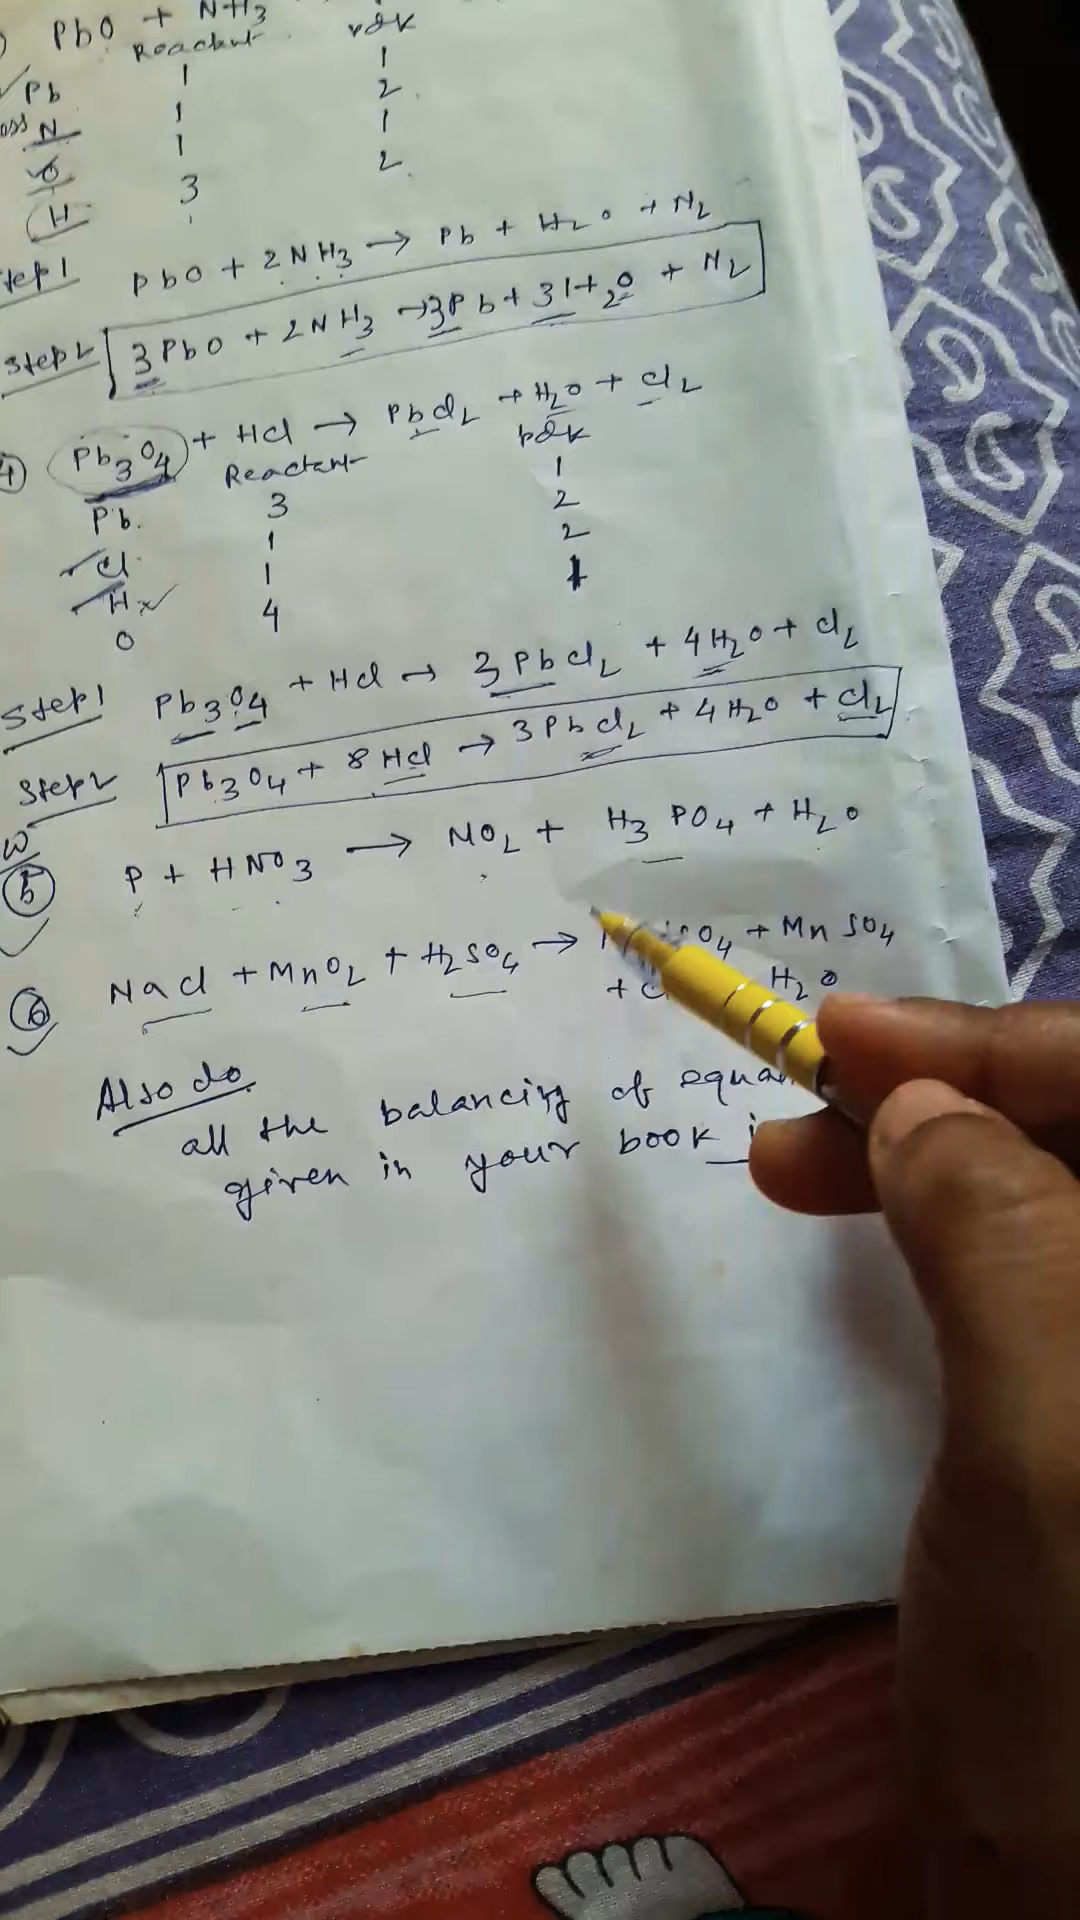 PbO + NH3
Reactant pdk
Pb 1 1
N 1 2
O 1 1
H 3 2
Step 1 PbO + 2NH3 → Pb + H2O + N2
Step 2 3PbO + 2NH3 → 3Pb + 3H2O + N2
4 Pb3O4 + HCl → PbCl2 + H2O + Cl2
Reactant pdk
Pb. 3 1
Cl 1 2
H 1 2
O 4 1
Step 1 Pb3O4 + HCl → 3PbCl2 + 4H2O + Cl2
Step 2 Pb3O4 + 8HCl → 3PbCl2 + 4H2O + Cl2
W
5 P + HNO3 → NO2 + H3PO4 + H2O
6 NaCl + MnO2 + H2SO4 → SO4 + MnSO4
+ H2O
Also do
all the balancing of
given in your book